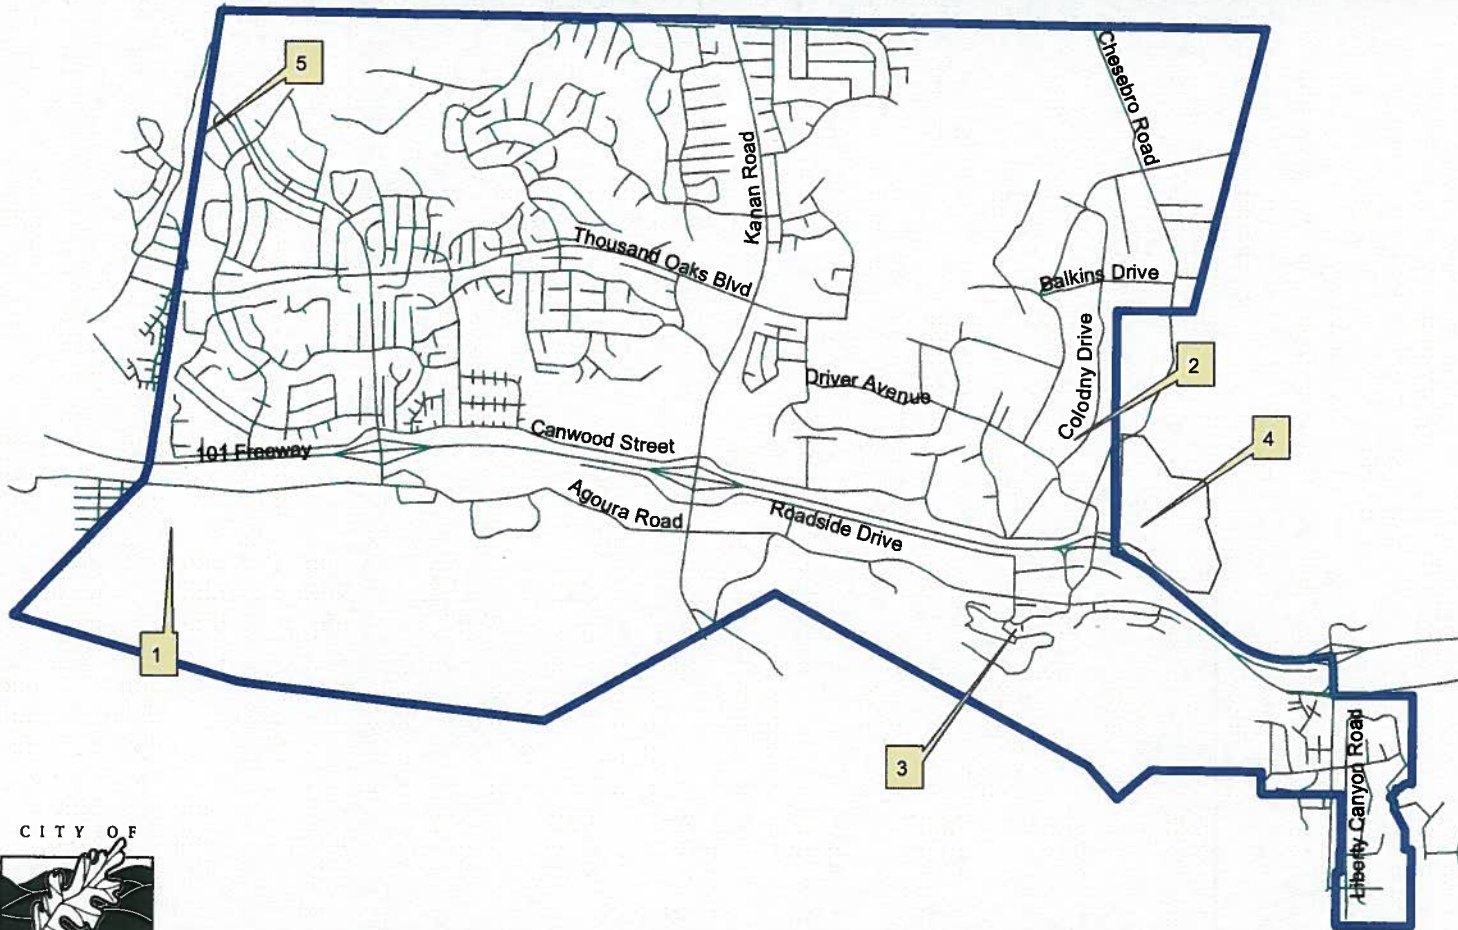 5
Chesebro Road
Kanan Road
Thousand Oaks Blvd
Balkins Drive
Colodny Drive
2
Driver Avenue
4
Canwood Street
101 Freeway
Agoura Road
Roadside Drive
1
3
Liberty Canyon Road
CITY OF